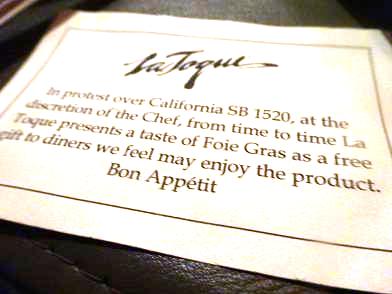 La Toque
In protest over California SB 1520, at the
discretion of the Chef, from time to time La
Toque presents a taste of Foie Gras as a free
gift to diners we feel may enjoy the product.
Bon Appétit